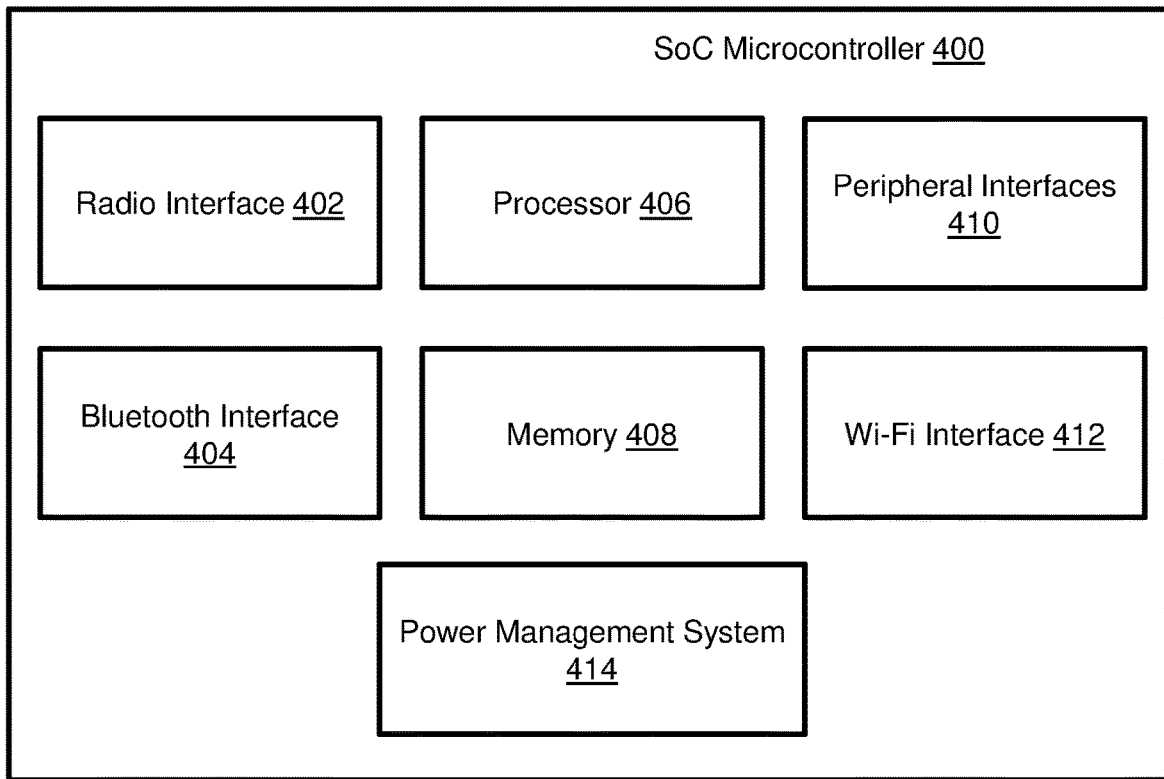 SoC Microcontroller 400
Radio Interface 402
Processor 406
Peripheral Interfaces
410
Bluetooth Interface
404
Memory 408
Wi-Fi Interface 412
Power Management System
414